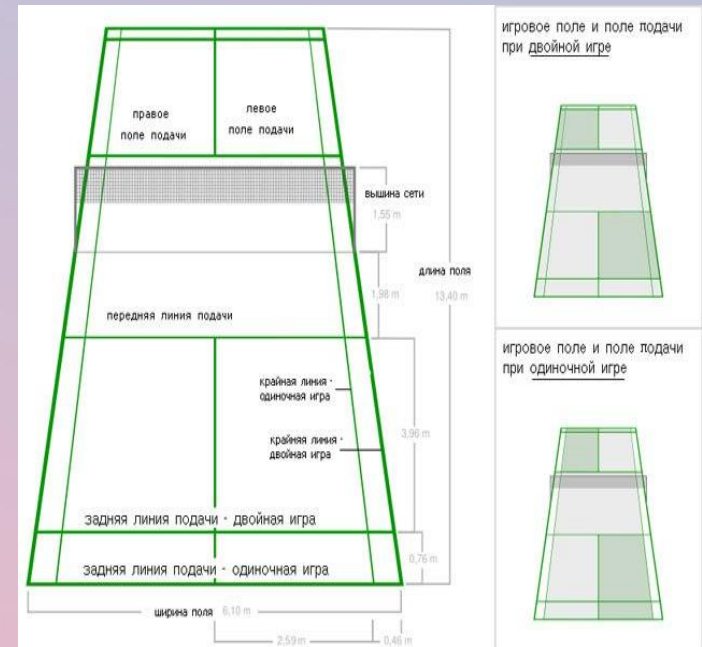 правое
поле подачи
левое
поле подачи
вышина сети
1,55 m
длина поля
13,40 m
1,98 m
передняя линия подачи
крайная линия -
одиночная игра
3,96 m
крайняя линия -
двойная игра
задняя линия подачи - двойная игра
0,76 m
задняя линия подачи - одиночная игра
ширина поля 6,10 m
2,59 m
0,46 m
игровое поле и поле подачи
при двойной игре
игровое поле и поле подачи
при одиночной игре